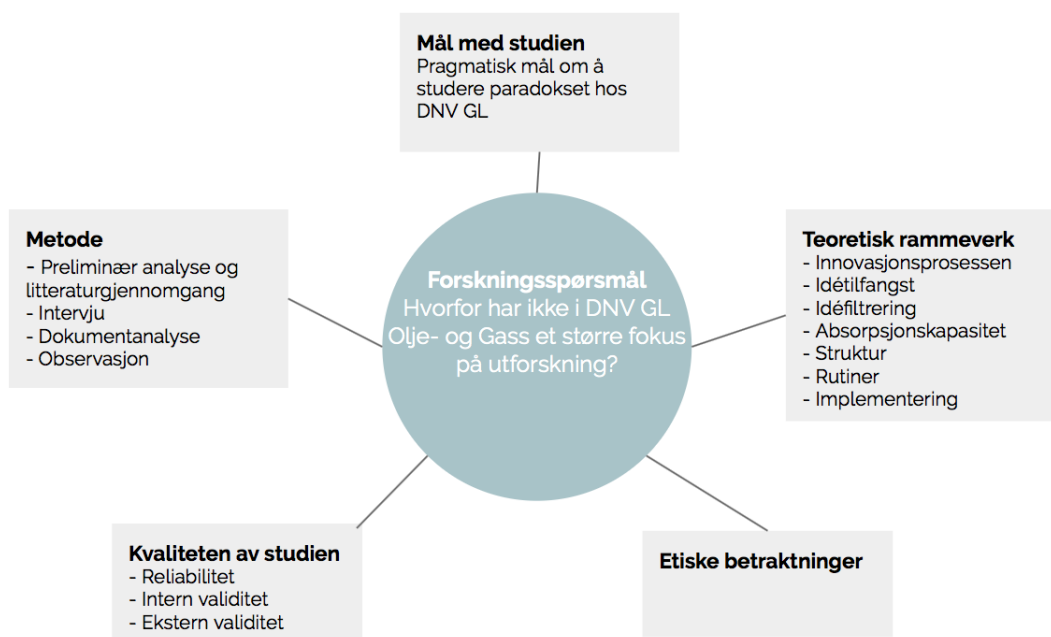 Mål med studien
Pragmatisk mål om å
studere paradokset hos
DNV GL
Metode
- Preliminær analyse og
litteraturgjennomgang
- Intervju
- Dokumentanalyse
- Observasjon
Forskningsspørsmål
Hvorfor har ikke i DNV GL
Olje- og Gass et større fokus
på utforskning?
Teoretisk rammeverk
- Innovasjonsprosessen
- Idétilfangst
- Idéfiltrering
- Absorpsjonskapasitet
- Struktur
- Rutiner
- Implementering
Kvaliteten av studien
- Reliabilitet
- Intern validitet
- Ekstern validitet
Etiske betraktninger